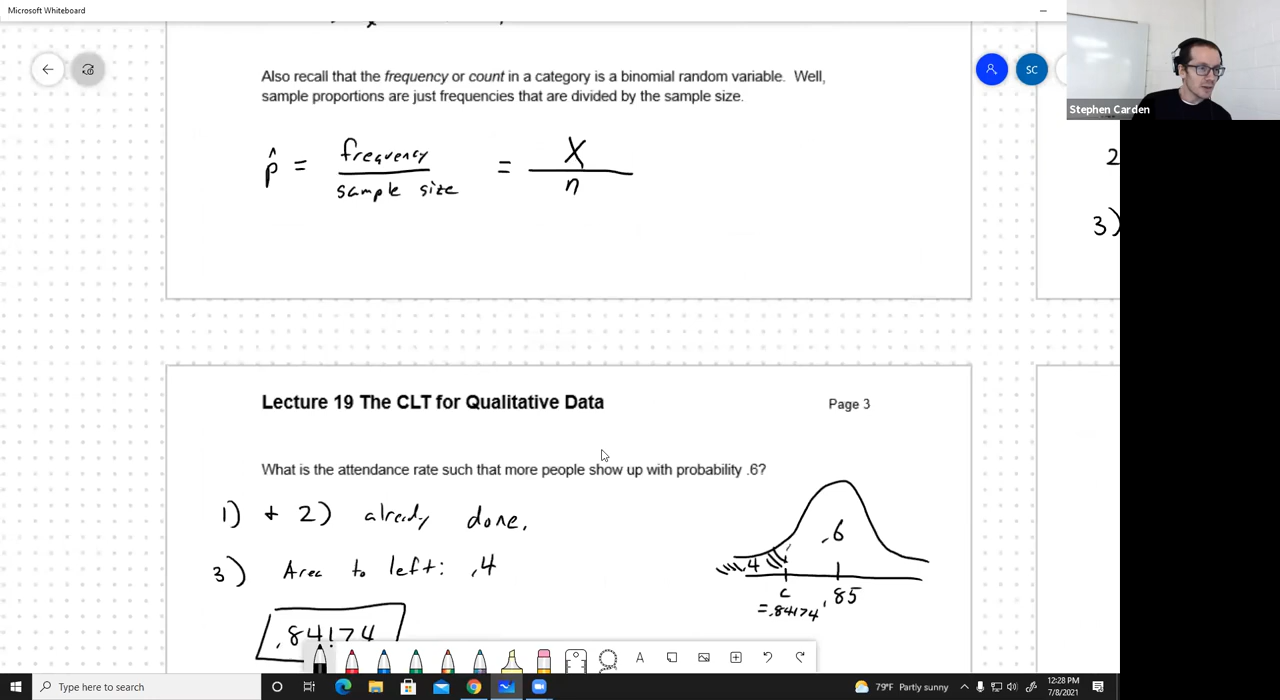 Microsoft Whiteboard
SC
Stephen Carden
Also recall that the frequency or count in a category is a binomial random variable. Well,
sample proportions are just frequencies that are divided by the sample size.
p̂ = frequency / sample size = X / n
2
3)
Lecture 19 The CLT for Qualitative Data
Page 3
What is the attendance rate such that more people show up with probability .6?
1) + 2) already done.
3) Area to left: .4
.84174
.6
.4
c
.85
=.84174
A
Type here to search
79°F Partly sunny
12:28 PM
7/8/2021